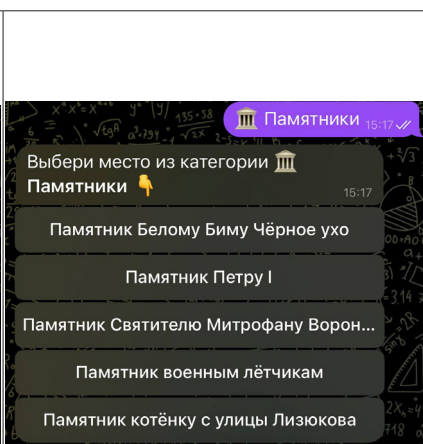 🏛 Памятники 15:17
Выбери место из категории 🏛
Памятники 👇 15:17
Памятник Белому Биму Чёрное ухо
Памятник Петру I
Памятник Святителю Митрофану Ворон...
Памятник военным лётчикам
Памятник котёнку с улицы Лизюкова